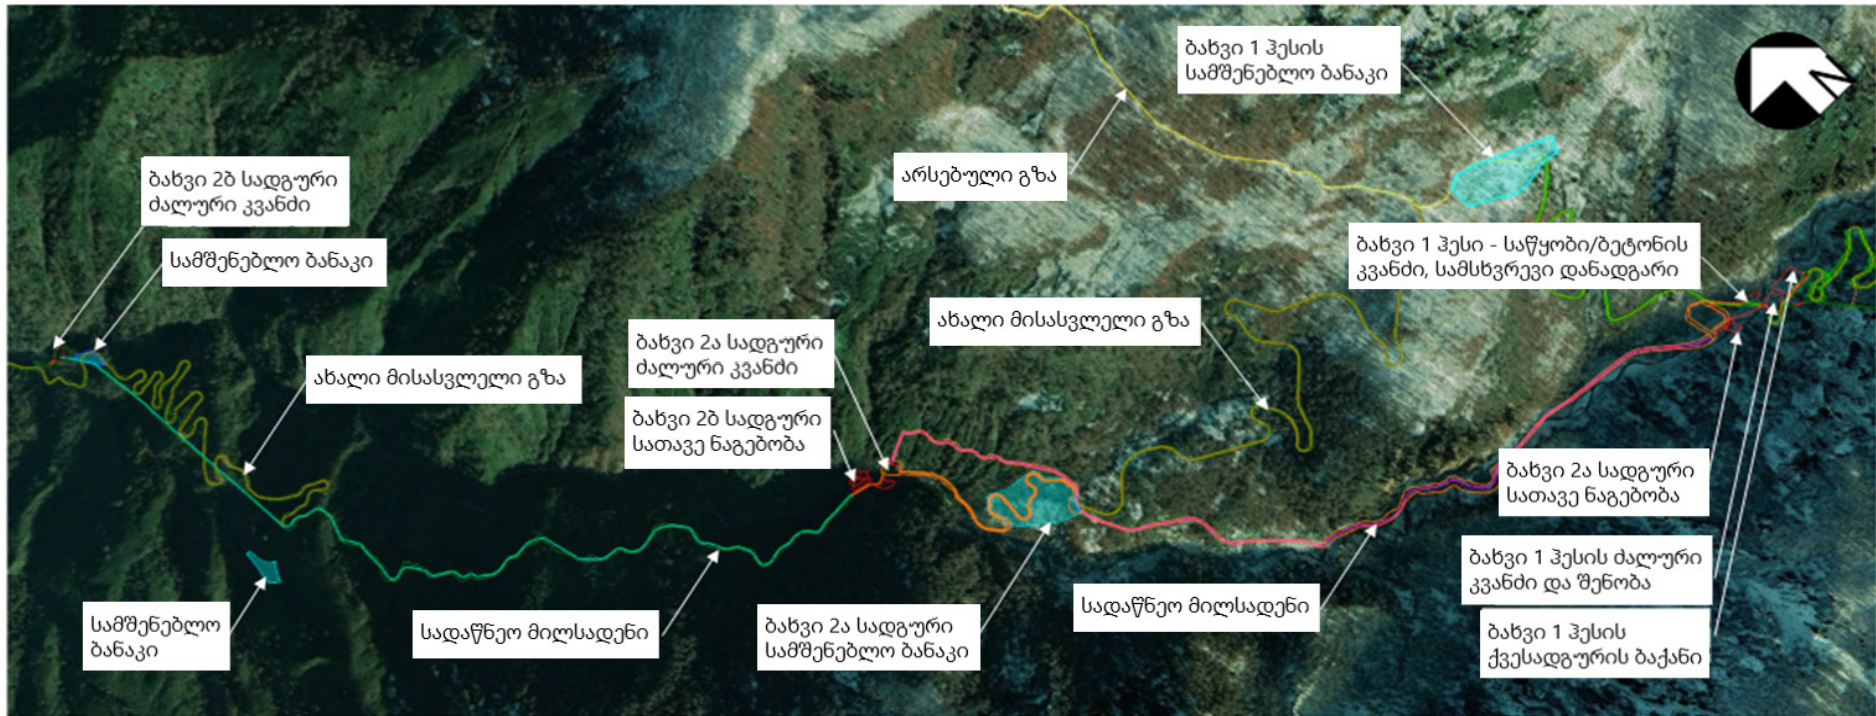 ბახვი 1 ჰესის
სამშენებლო ბანაკი
არსებული გზა
ბახვი 2ბ სადგური
ძალური კვანძი
სამშენებლო ბანაკი
ბახვი 1 ჰესი - საწყობი/ბეტონის
კვანძი, სამსხვრევი დანადგარი
ახალი მისასვლელი გზა
ბახვი 2ა სადგური
ძალური კვანძი
ახალი მისასვლელი გზა
ბახვი 2ბ სადგური
სათავე ნაგებობა
ბახვი 2ა სადგური
სათავე ნაგებობა
ბახვი 1 ჰესის ძალური
კვანძი და შენობა
სადაწნეო მილსადენი
სამშენებლო
ბანაკი
სადაწნეო მილსადენი
ბახვი 2ა სადგური
სამშენებლო ბანაკი
ბახვი 1 ჰესის
ქვესადგურის ბაქანი